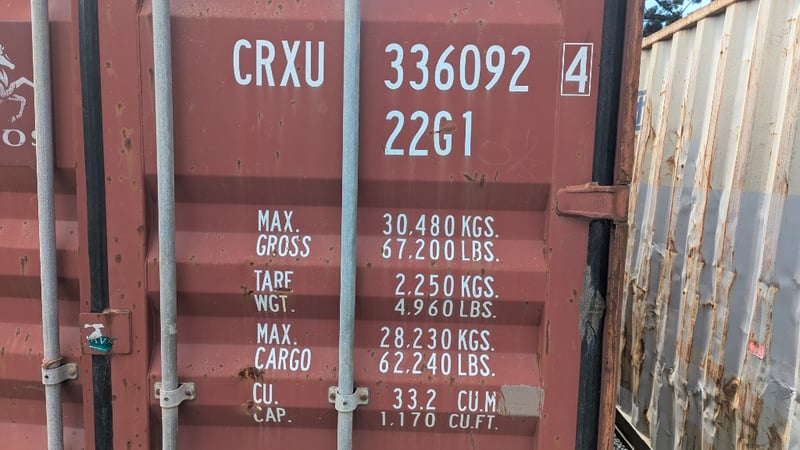 CRXU 336092 4
22G1
OS
MAX. 30,480 KGS.
GROSS 67,200 LBS.
TARE 2,250 KGS.
WGT. 4,960 LBS.
MAX. 28,230 KGS.
CARGO 62,240 LBS.
CU. 33.2 CU.M
CAP. 1,170 CU.FT.